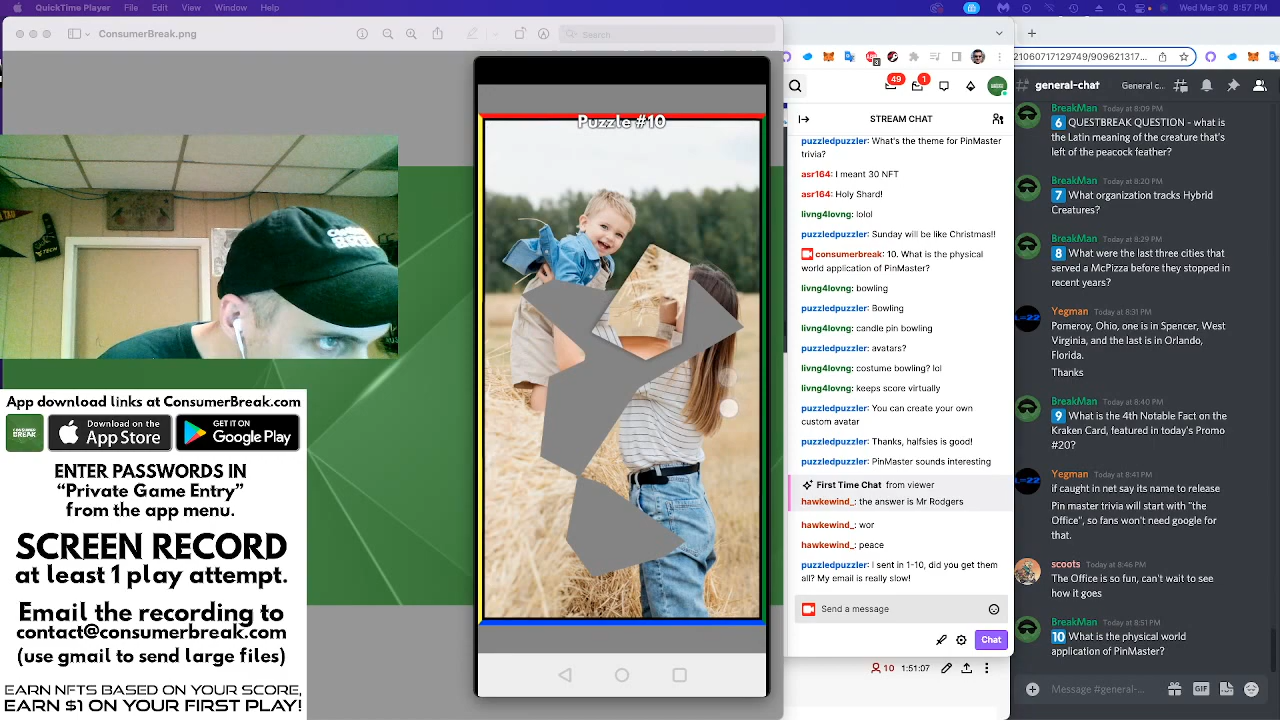 QuickTime Player File Edit View Window Help
Wed Mar 30 8:57 PM
ConsumerBreak.png
Search
Puzzle #10
App download links at ConsumerBreak.com
CONSUMER BREAK
Download on the App Store
GET IT ON Google Play
ENTER PASSWORDS IN
“Private Game Entry”
from the app menu.
SCREEN RECORD
at least 1 play attempt.
Email the recording to
contact@consumerbreak.com
(use gmail to send large files)
EARN NFTS BASED ON YOUR SCORE,
EARN $1 ON YOUR FIRST PLAY!
49
1
STREAM CHAT
puzzledpuzzler: What's the theme for PinMaster
trivia?
asr164: I meant 30 NFT
asr164: Holy Shard!
livng4lovng: lolol
puzzledpuzzler: Sunday will be like Christmas!!
consumerbreak: 10. What is the physical
world application of PinMaster?
livng4lovng: bowling
puzzledpuzzler: Bowling
livng4lovng: candle pin bowling
puzzledpuzzler: avatars?
livng4lovng: costume bowling? lol
livng4lovng: keeps score virtually
puzzledpuzzler: You can create your own
custom avatar
puzzledpuzzler: Thanks, halfsies is good!
puzzledpuzzler: PinMaster sounds interesting
First Time Chat from viewer
hawkewind_: the answer is Mr Rodgers
hawkewind_: wor
hawkewind_: peace
puzzledpuzzler: I sent in 1-10, did you get them
all? My email is really slow!
Send a message
Chat
10 1:51:07
21060717129749/909621317...
# general-chat General c...
BreakMan Today at 8:09 PM
6 QUESTBREAK QUESTION - what is
the Latin meaning of the creature that's
left of the peacock today?
BreakMan Today at 8:20 PM
7 What organization tracks Hybrid
Creatures?
BreakMan Today at 8:29 PM
8 What were the last three cities that
served a McPizza before they stopped
in recent years?
Yegman Today at 8:31 PM
Pomeroy, Ohio, one is in Spencer, West
Virginia, and the last is in Orlando,
Florida.
Thanks
BreakMan Today at 8:40 PM
9 What is the 4th Notable Fact on the
Kraken Card, featured in today's Promo
#20?
Yegman Today at 8:41 PM
if caught in net say its name to release
Pin master trivia will start with “the
Office”, so fans won't need google for
that.
scoots Today at 8:46 PM
The Office is so fun, can't wait to see
how it goes
BreakMan Today at 8:51 PM
10 What is the physical world
application of PinMaster?
Message #general-...
GIF